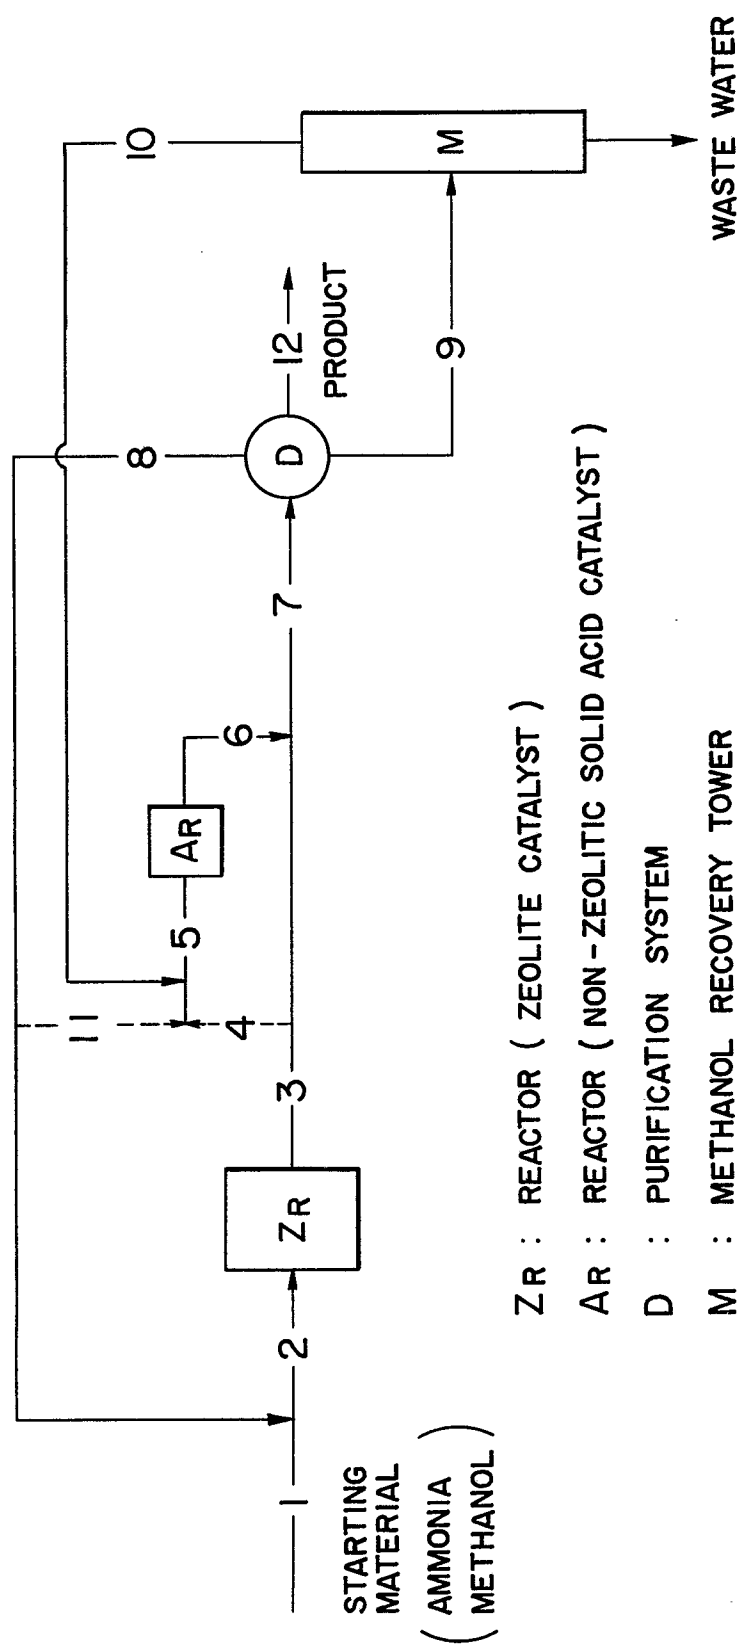 10
8
11
4
5
AR
6
1
2
ZR
3
7
D
12
PRODUCT
9
M
STARTING
MATERIAL
( AMMONIA
METHANOL )
WASTE WATER
ZR : REACTOR ( ZEOLITE CATALYST )
AR : REACTOR ( NON-ZEOLITIC SOLID ACID CATALYST )
D : PURIFICATION SYSTEM
M : METHANOL RECOVERY TOWER